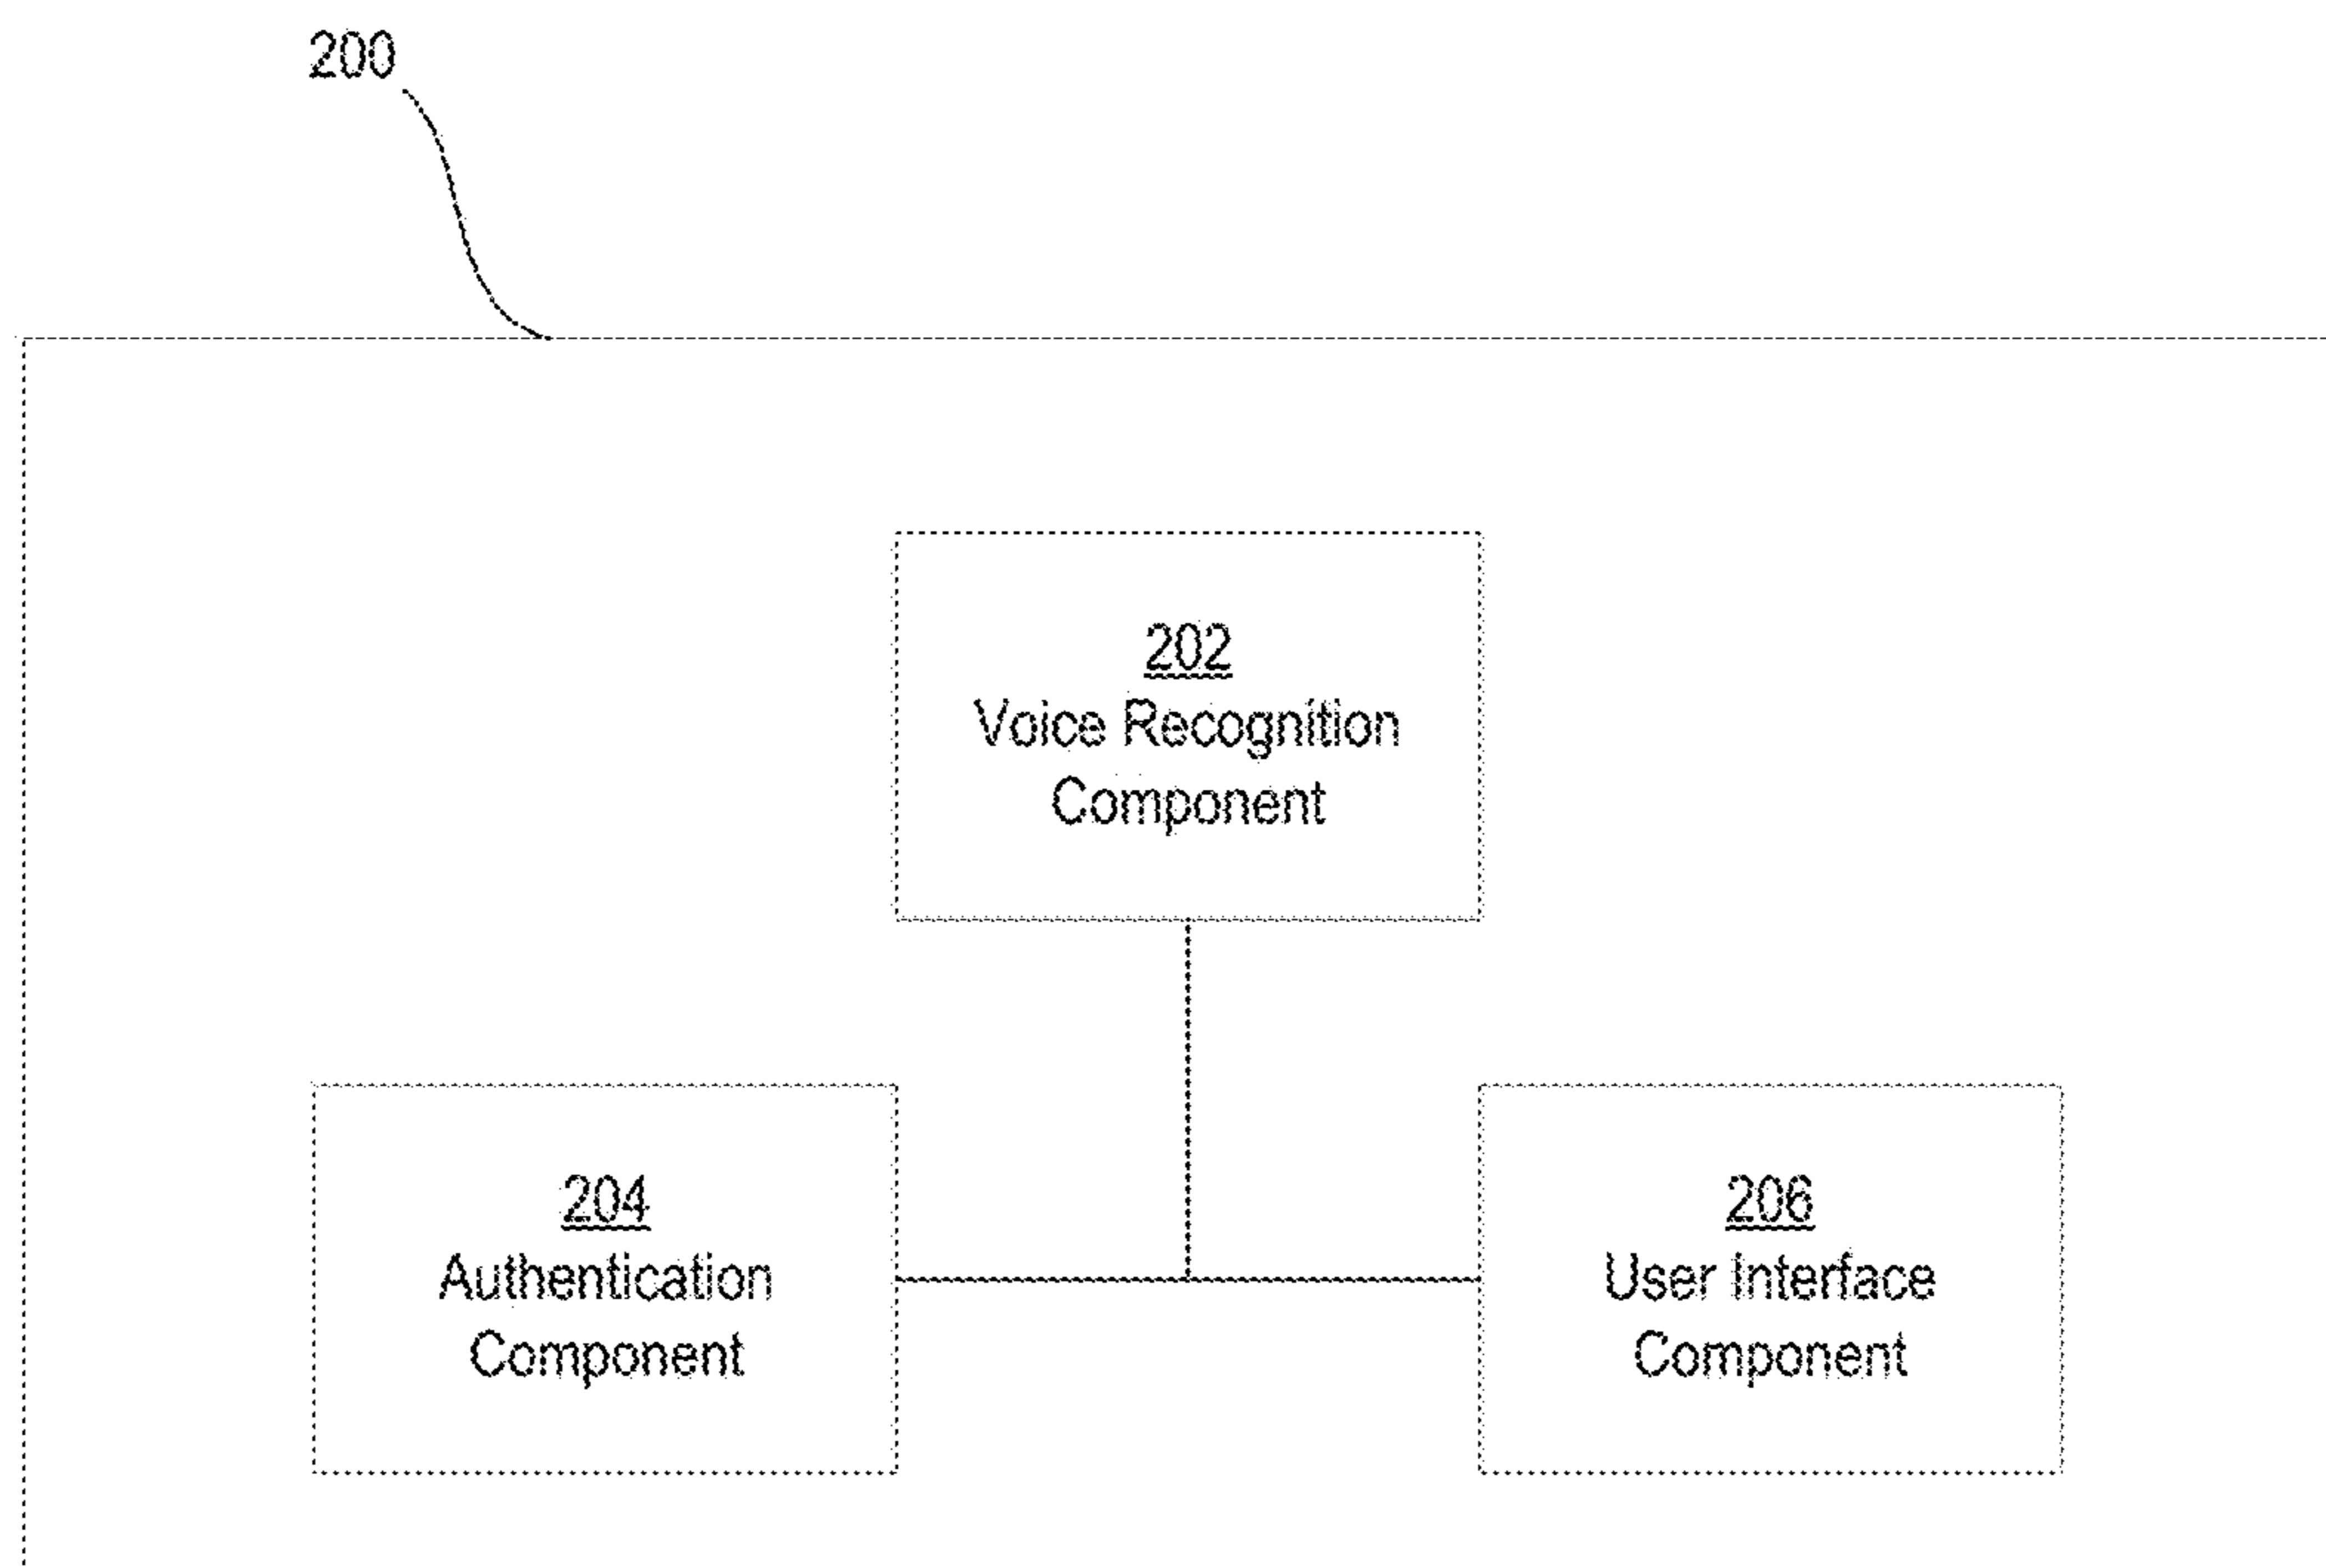 200
202
Voice Recognition
Component
204
Authentication
Component
206
User Interface
Component